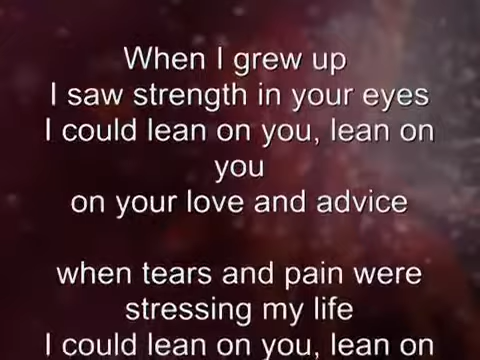 When I grew up
I saw strength in your eyes
I could lean on you, lean on
you
on your love and advice
when tears and pain were
stressing my life
I could lean on you, lean on